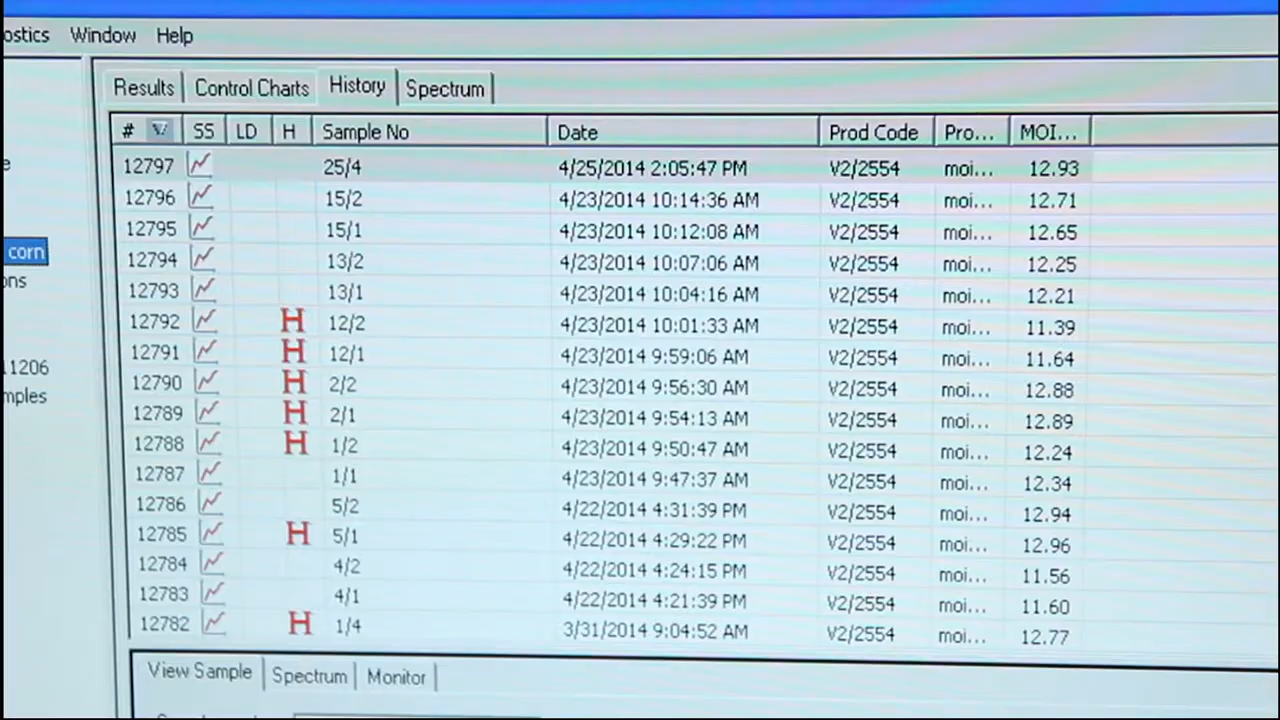 ostics Window Help
Results Control Charts History Spectrum
# SS LD H Sample No Date Prod Code Pro... MOI...
12797 25/4 4/25/2014 2:05:47 PM V2/2554 moi... 12.93
12796 15/2 4/23/2014 10:14:36 AM V2/2554 moi... 12.71
12795 15/1 4/23/2014 10:12:08 AM V2/2554 moi... 12.65
12794 13/2 4/23/2014 10:07:06 AM V2/2554 moi... 12.25
12793 13/1 4/23/2014 10:04:16 AM V2/2554 moi... 12.21
12792 H 12/2 4/23/2014 10:01:33 AM V2/2554 moi... 11.39
12791 H 12/1 4/23/2014 9:59:06 AM V2/2554 moi... 11.64
12790 H 2/2 4/23/2014 9:56:30 AM V2/2554 moi... 12.88
12789 H 2/1 4/23/2014 9:54:13 AM V2/2554 moi... 12.89
12788 H 1/2 4/23/2014 9:50:47 AM V2/2554 moi... 12.24
12787 1/1 4/23/2014 9:47:37 AM V2/2554 moi... 12.34
12786 5/2 4/22/2014 4:31:39 PM V2/2554 moi... 12.94
12785 H 5/1 4/22/2014 4:29:22 PM V2/2554 moi... 12.96
12784 4/2 4/22/2014 4:24:15 PM V2/2554 moi... 11.56
12783 4/1 4/22/2014 4:21:39 PM V2/2554 moi... 11.60
12782 H 1/4 3/31/2014 9:04:52 AM V2/2554 moi... 12.77
e
corn
ons
11206
mples
View Sample Spectrum Monitor